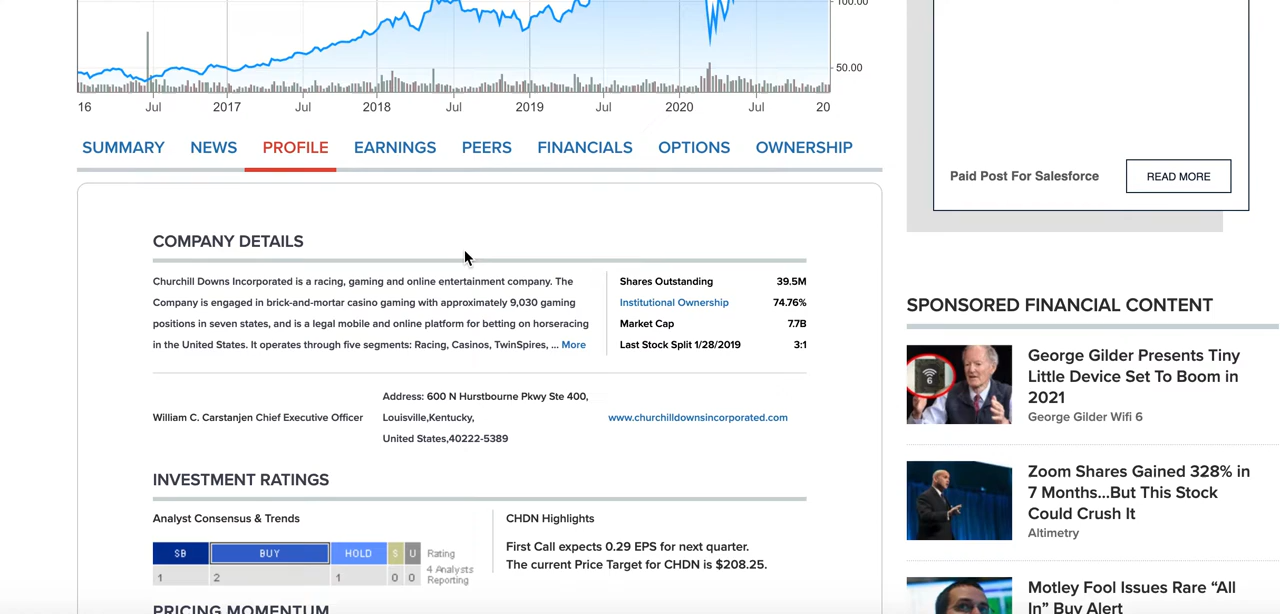 100.00
50.00
16 Jul 2017 Jul 2018 Jul 2019 Jul 2020 Jul 20
SUMMARY NEWS PROFILE EARNINGS PEERS FINANCIALS OPTIONS OWNERSHIP
COMPANY DETAILS
Churchill Downs Incorporated is a racing, gaming and online entertainment company. The
Company is engaged in brick-and-mortar casino gaming with approximately 9,030 gaming
positions in seven states, and is a legal mobile and online platform for betting on horseracing
in the United States. It operates through five segments: Racing, Casinos, TwinSpires, ... More
Shares Outstanding 39.5M
Institutional Ownership 74.76%
Market Cap 7.7B
Last Stock Split 1/28/2019 3:1
William C. Carstanjen Chief Executive Officer
Address: 600 N Hurstbourne Pkwy Ste 400,
Louisville,Kentucky,
United States,40222-5389
www.churchilldownsincorporated.com
INVESTMENT RATINGS
Analyst Consensus & Trends
SB BUY HOLD S U Rating
1 2 1 0 0 4 Analysts
Reporting
CHDN Highlights
First Call expects 0.29 EPS for next quarter.
The current Price Target for CHDN is $208.25.
PRICING MOMENTUM
Paid Post For Salesforce
READ MORE
SPONSORED FINANCIAL CONTENT
6
George Gilder Presents Tiny
Little Device Set To Boom in
2021
George Gilder Wifi 6
Zoom Shares Gained 328% in
7 Months...But This Stock
Could Crush It
Altimetry
Motley Fool Issues Rare “All
In” Buy Alert